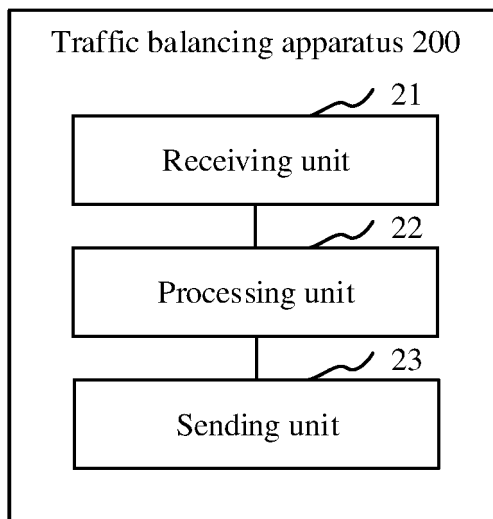 Traffic balancing apparatus 200
21
Receiving unit
22
Processing unit
23
Sending unit